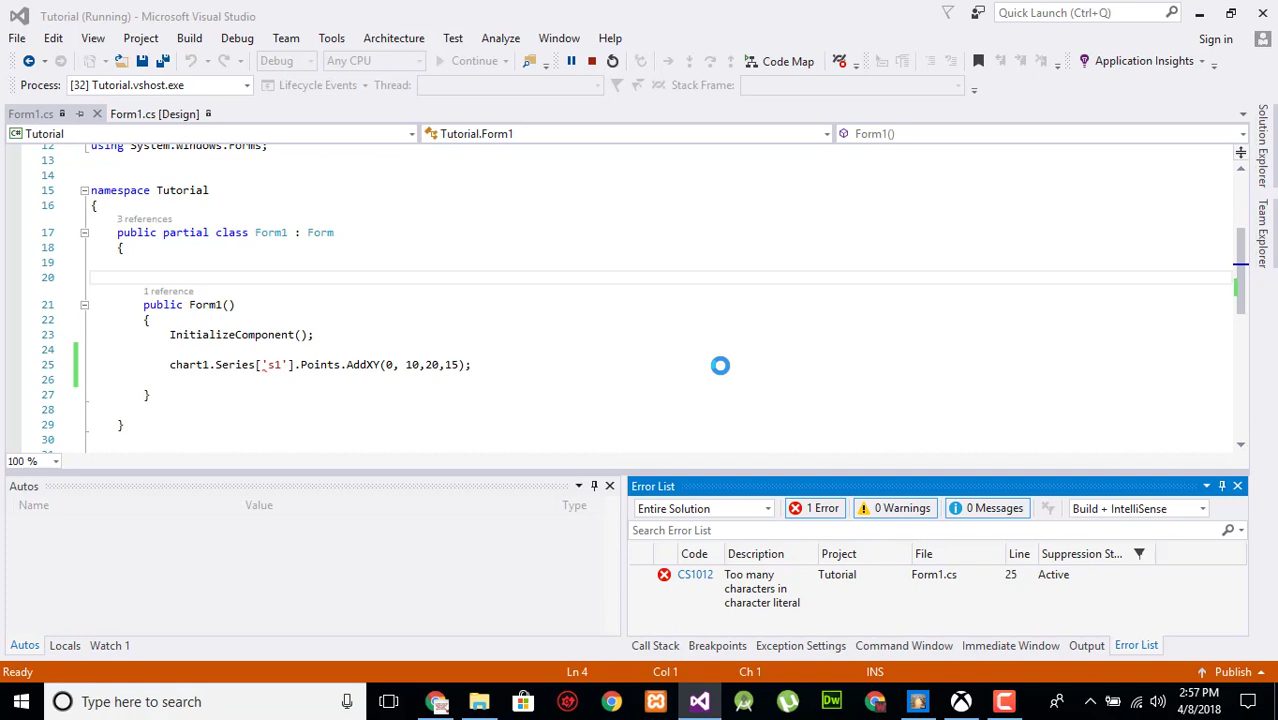 Tutorial (Running) - Microsoft Visual Studio
Quick Launch (Ctrl+Q)
File Edit View Project Build Debug Team Tools Architecture Test Analyze Window Help
Sign in
Debug Any CPU Continue Code Map Application Insights
Process: [32] Tutorial.vshost.exe Lifecycle Events Thread: Stack Frame:
Form1.cs Form1.cs [Design]
C# Tutorial Tutorial.Form1 Form1()
12 using System.Windows.Forms;
13
14
15 namespace Tutorial
16 {
3 references
17 public partial class Form1 : Form
18 {
19
20
1 reference
21 public Form1()
22 {
23 InitializeComponent();
24
25 chart1.Series['s1'].Points.AddXY(0, 10,20,15);
26
27 }
28
29 }
30
100 %
Solution Explorer
Team Explorer
Autos
Name Value Type
Autos Locals Watch 1
Error List
Entire Solution 1 Error 0 Warnings 0 Messages Build + IntelliSense
Search Error List
Code Description Project File Line Suppression St...
CS1012 Too many Tutorial Form1.cs 25 Active
characters in
character literal
Call Stack Breakpoints Exception Settings Command Window Immediate Window Output Error List
Ready Ln 4 Col 1 Ch 1 INS Publish
Type here to search
Dw
2:57 PM
4/8/2018